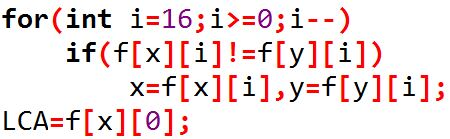 for(int i=16;i>=0;i--)
    if(f[x][i]!=f[y][i])
        x=f[x][i],y=f[y][i];
LCA=f[x][0];